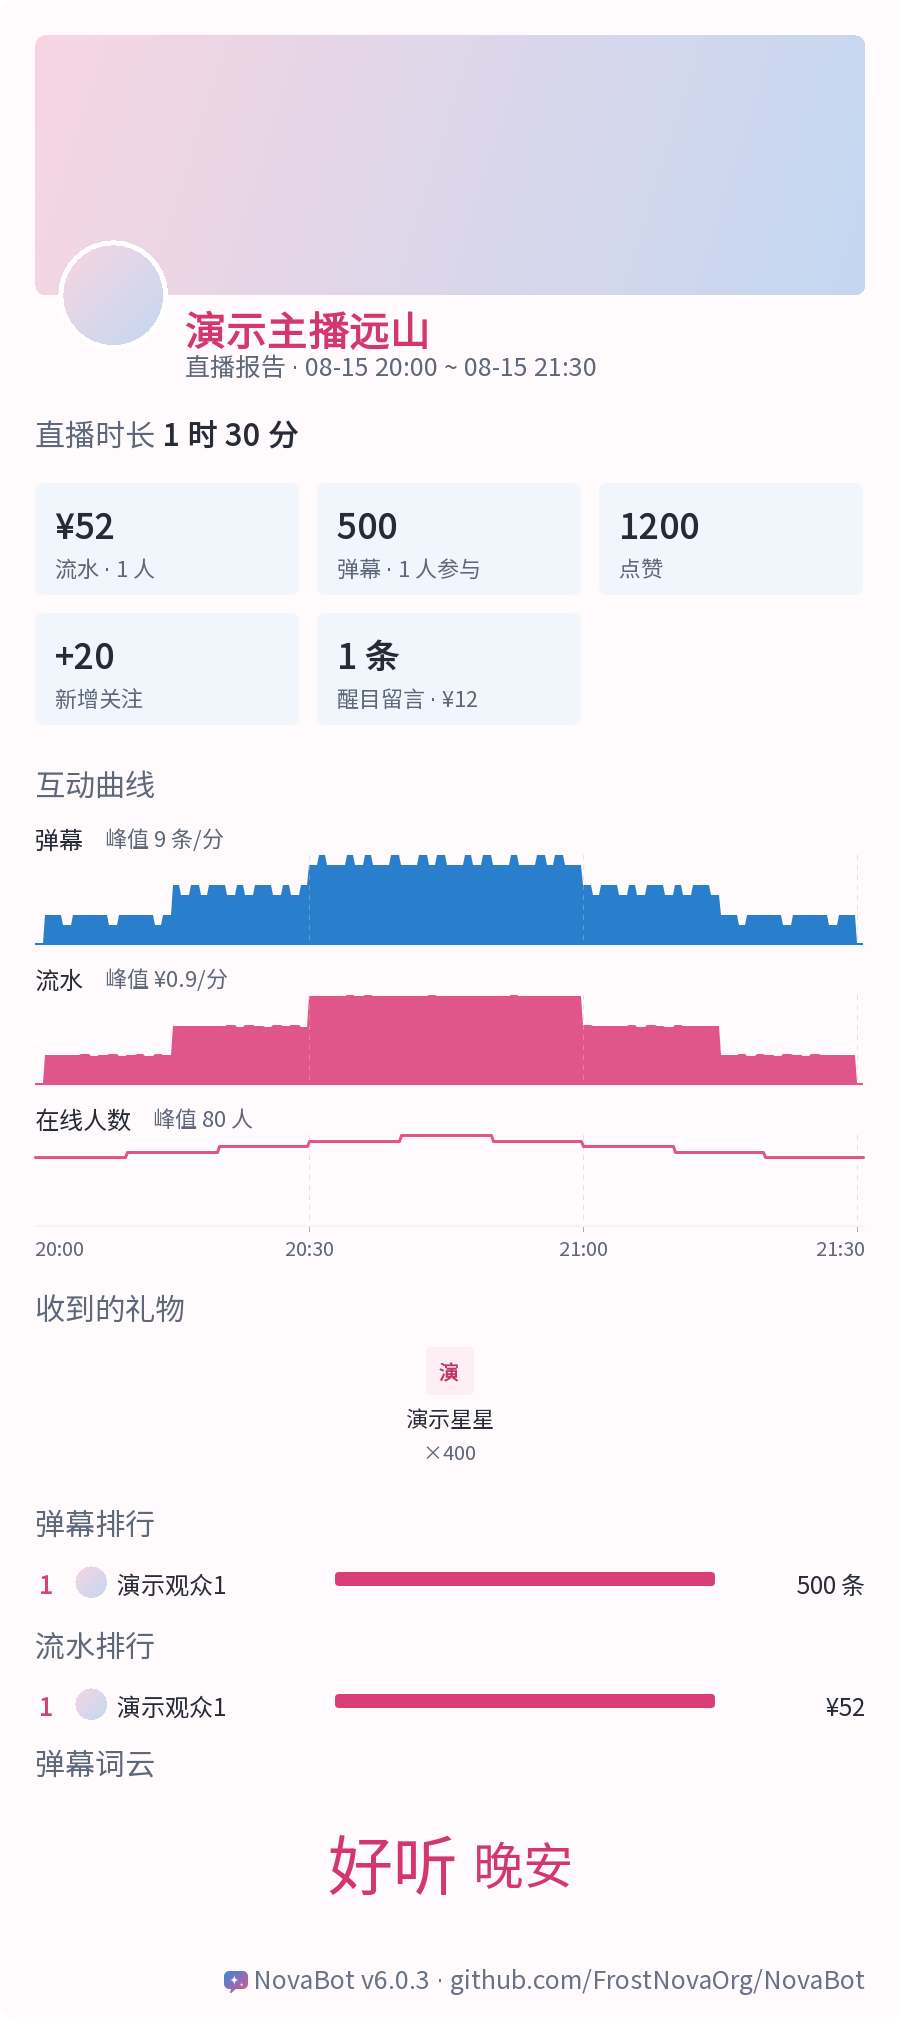 演示主播远山
直播报告 · 08-15 20:00 ~ 08-15 21:30
直播时长 1 时 30 分
¥52
流水 · 1 人
500
弹幕 · 1 人参与
1200
点赞
+20
新增关注
1 条
醒目留言 · ¥12
互动曲线
弹幕 峰值 9 条/分
流水 峰值 ¥0.9/分
在线人数 峰值 80 人
20:00 20:30 21:00 21:30
收到的礼物
演
演示星星
×400
弹幕排行
1 演示观众1 500 条
流水排行
1 演示观众1 ¥52
弹幕词云
好听 晚安
NovaBot v6.0.3 · github.com/FrostNovaOrg/NovaBot